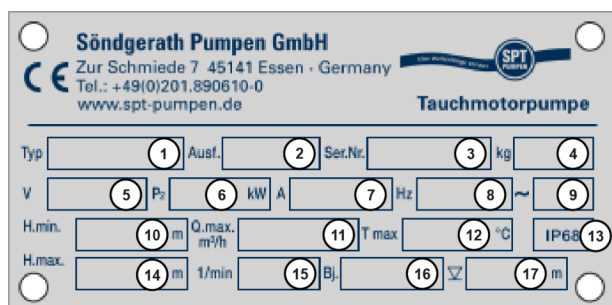 Söndgerath Pumpen GmbH
Zur Schmiede 7 45141 Essen · Germany
Tel.: +49(0)201.890610-0
www.spt-pumpen.de
SPT
PUMPEN
Tauchmotorpumpe
Typ 1 Ausf. 2 Ser.Nr. 3 kg 4
V 5 P2 6 kW A 7 Hz 8 ~ 9
H.min. 10 m Q.max. m³/h 11 T max 12 °C IP68 13
H.max. 14 m 1/min 15 Bj. 16 17 m